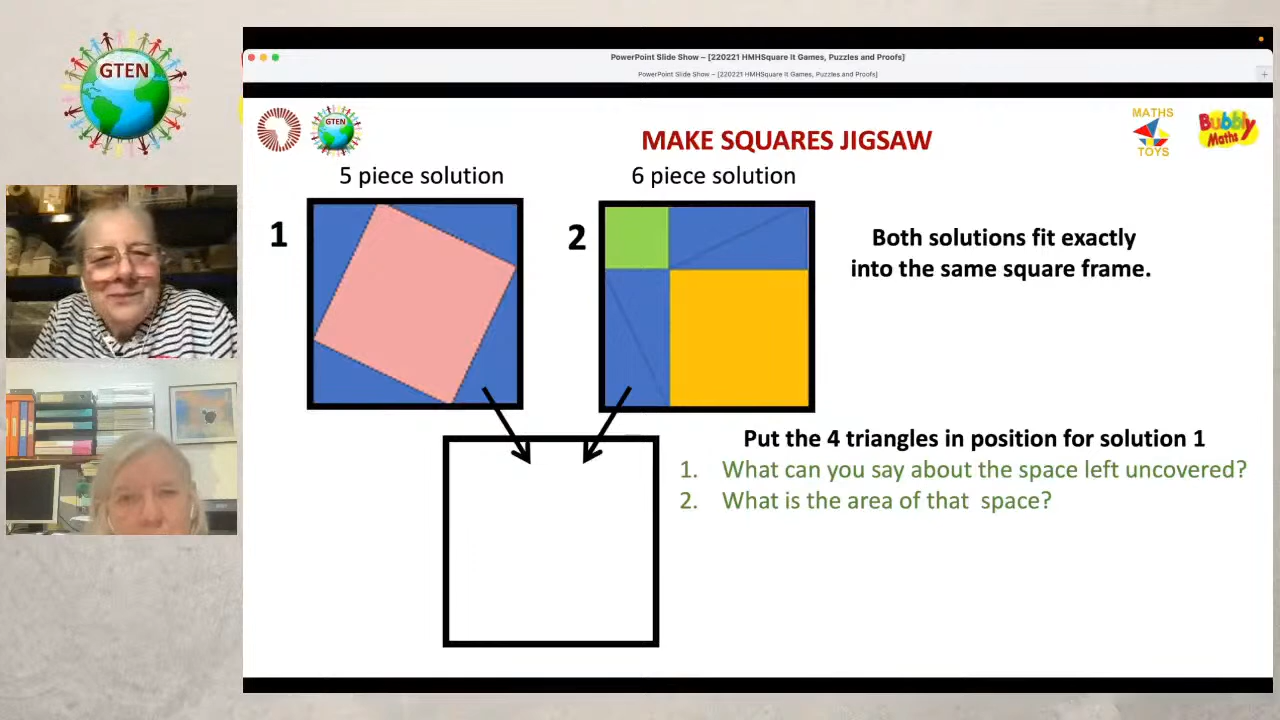 GTEN
PowerPoint Slide Show – [220221 HMHSquare It Games, Puzzles and Proofs]
PowerPoint Slide Show – [220221 HMHSquare It Games, Puzzles and Proofs]
GTEN
MAKE SQUARES JIGSAW
MATHS
TOYS
Bubbly
Maths
5 piece solution
6 piece solution
1
2
Both solutions fit exactly
into the same square frame.
Put the 4 triangles in position for solution 1
1. What can you say about the space left uncovered?
2. What is the area of that space?